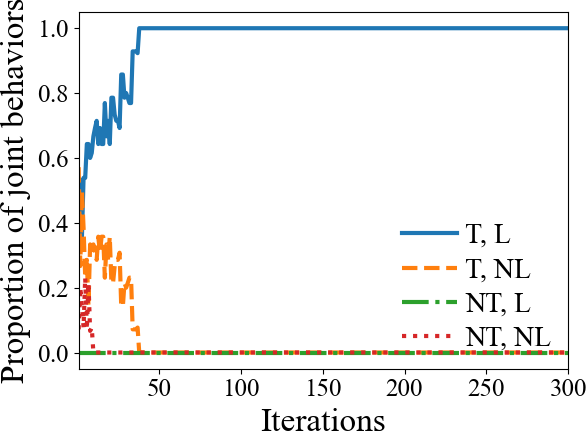 Proportion of joint behaviors
1.0
0.8
0.6
0.4
0.2
0.0
T, L
T, NL
NT, L
NT, NL
50 100 150 200 250 300
Iterations